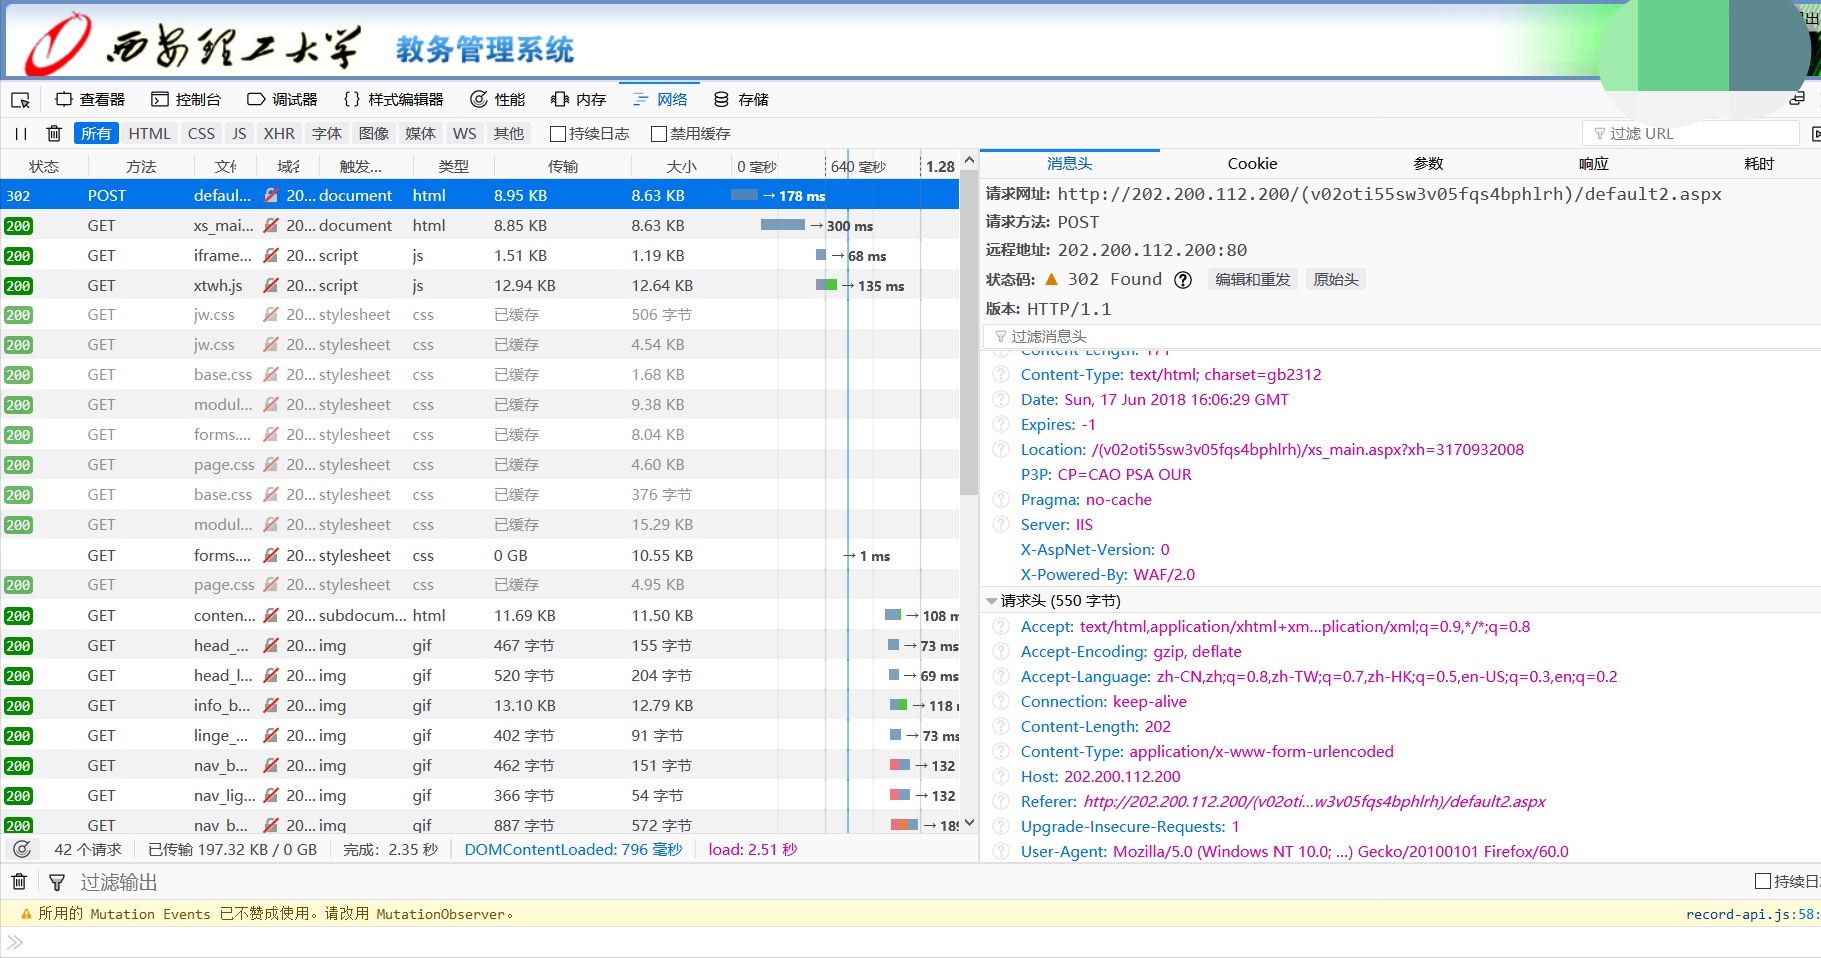 西安理工大学 教务管理系统
出
查看器 控制台 调试器 {} 样式编辑器 性能 内存 网络 存储
所有 HTML CSS JS XHR 字体 图像 媒体 WS 其他 持续日志 禁用缓存 过滤 URL
状态 方法 文件 域名 触发... 类型 传输 大小 0 毫秒 640 毫秒 1.28
302 POST defaul... 20... document html 8.95 KB 8.63 KB → 178 ms
200 GET xs_mai... 20... document html 8.85 KB 8.63 KB → 300 ms
200 GET iframe... 20... script js 1.51 KB 1.19 KB → 68 ms
200 GET xtwh.js 20... script js 12.94 KB 12.64 KB → 135 ms
200 GET jw.css 20... stylesheet css 已缓存 506 字节
200 GET jw.css 20... stylesheet css 已缓存 4.54 KB
200 GET base.css 20... stylesheet css 已缓存 1.68 KB
200 GET modul... 20... stylesheet css 已缓存 9.38 KB
200 GET forms.... 20... stylesheet css 已缓存 8.04 KB
200 GET page.css 20... stylesheet css 已缓存 4.60 KB
200 GET base.css 20... stylesheet css 已缓存 376 字节
200 GET modul... 20... stylesheet css 已缓存 15.29 KB
GET forms.... 20... stylesheet css 0 GB 10.55 KB → 1 ms
200 GET page.css 20... stylesheet css 已缓存 4.95 KB
200 GET conten... 20... subdocum... html 11.69 KB 11.50 KB → 108 m
200 GET head_... 20... img gif 467 字节 155 字节 → 73 ms
200 GET head_l... 20... img gif 520 字节 204 字节 → 69 ms
200 GET info_b... 20... img gif 13.10 KB 12.79 KB → 118
200 GET linge_... 20... img gif 402 字节 91 字节 → 73 ms
200 GET nav_b... 20... img gif 462 字节 151 字节 → 132
200 GET nav_lig... 20... img gif 366 字节 54 字节 → 132
200 GET nav_b... 20... img gif 887 字节 572 字节 → 189
42 个请求 已传输 197.32 KB / 0 GB 完成：2.35 秒 DOMContentLoaded: 796 毫秒 load: 2.51 秒
消息头 Cookie 参数 响应 耗时
请求网址: http://202.200.112.200/(v02oti55sw3v05fqs4bphlrh)/default2.aspx
请求方法: POST
远程地址: 202.200.112.200:80
状态码: 302 Found 编辑和重发 原始头
版本: HTTP/1.1
过滤消息头
Content-Length: 171
Content-Type: text/html; charset=gb2312
Date: Sun, 17 Jun 2018 16:06:29 GMT
Expires: -1
Location: /(v02oti55sw3v05fqs4bphlrh)/xs_main.aspx?xh=3170932008
P3P: CP=CAO PSA OUR
Pragma: no-cache
Server: IIS
X-AspNet-Version: 0
X-Powered-By: WAF/2.0
请求头 (550 字节)
Accept: text/html,application/xhtml+xm...plication/xml;q=0.9,*/*;q=0.8
Accept-Encoding: gzip, deflate
Accept-Language: zh-CN,zh;q=0.8,zh-TW;q=0.7,zh-HK;q=0.5,en-US;q=0.3,en;q=0.2
Connection: keep-alive
Content-Length: 202
Content-Type: application/x-www-form-urlencoded
Host: 202.200.112.200
Referer: http://202.200.112.200/(v02oti...w3v05fqs4bphlrh)/default2.aspx
Upgrade-Insecure-Requests: 1
User-Agent: Mozilla/5.0 (Windows NT 10.0; ...) Gecko/20100101 Firefox/60.0
过滤输出 持续日
所用的 Mutation Events 已不赞成使用。请改用 MutationObserver。 record-api.js:58: